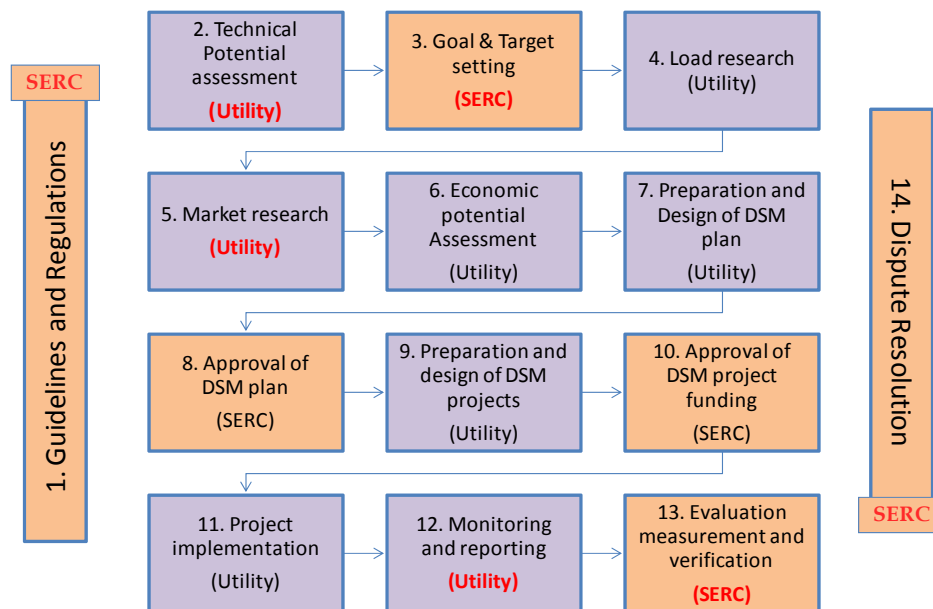 SERC
1. Guidelines and Regulations
2. Technical
Potential
assessment
(Utility)
3. Goal & Target
setting
(SERC)
4. Load research
(Utility)
5. Market research
(Utility)
6. Economic
potential
Assessment
(Utility)
7. Preparation and
Design of DSM
plan
(Utility)
8. Approval of
DSM plan
(SERC)
9. Preparation and
design of DSM
projects
(Utility)
10. Approval of
DSM project
funding
(SERC)
11. Project
implementation
(Utility)
12. Monitoring
and reporting
(Utility)
13. Evaluation
measurement and
verification
(SERC)
14. Dispute Resolution
SERC